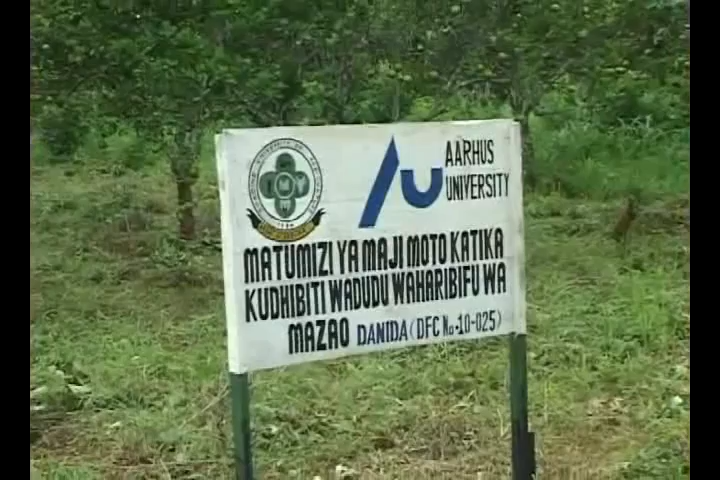 AARHUS
UNIVERSITY
MATUMIZI YA MAJI MOTO KATIKA
KUDHIBITI WADUDU WAHARIBIFU WA
MAZAO DANIDA (DFC No-10-025)